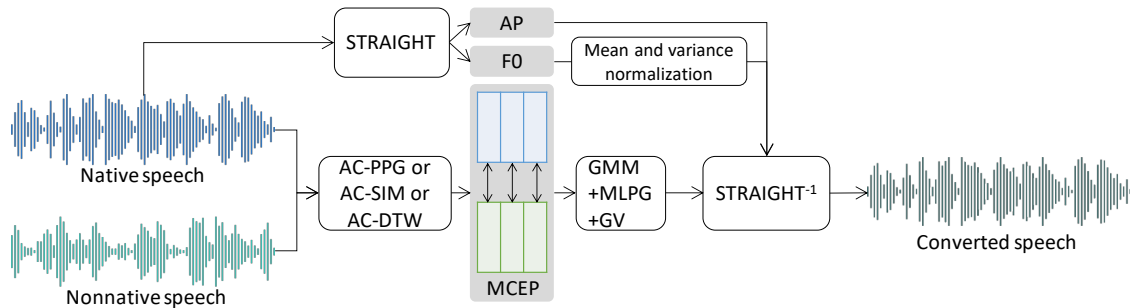 AP
STRAIGHT
F0
Mean and variance
normalization
Native speech
AC-PPG or
AC-SIM or
AC-DTW
GMM
+MLPG
+GV
STRAIGHT⁻¹
Converted speech
MCEP
Nonnative speech